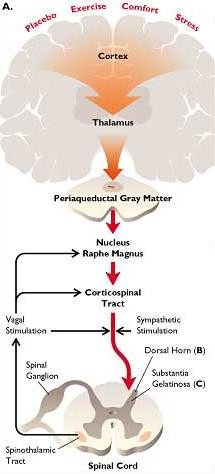 A.
Placebo
Exercise
Comfort
Stress
Cortex
Thalamus
Periaqueductal Gray Matter
Nucleus
Raphe Magnus
Corticospinal
Tract
Vagal
Stimulation
Sympathetic
Stimulation
Dorsal Horn (B)
Spinal
Ganglion
Substantia
Gelatinosa (C)
Spinothalamic
Tract
Spinal Cord